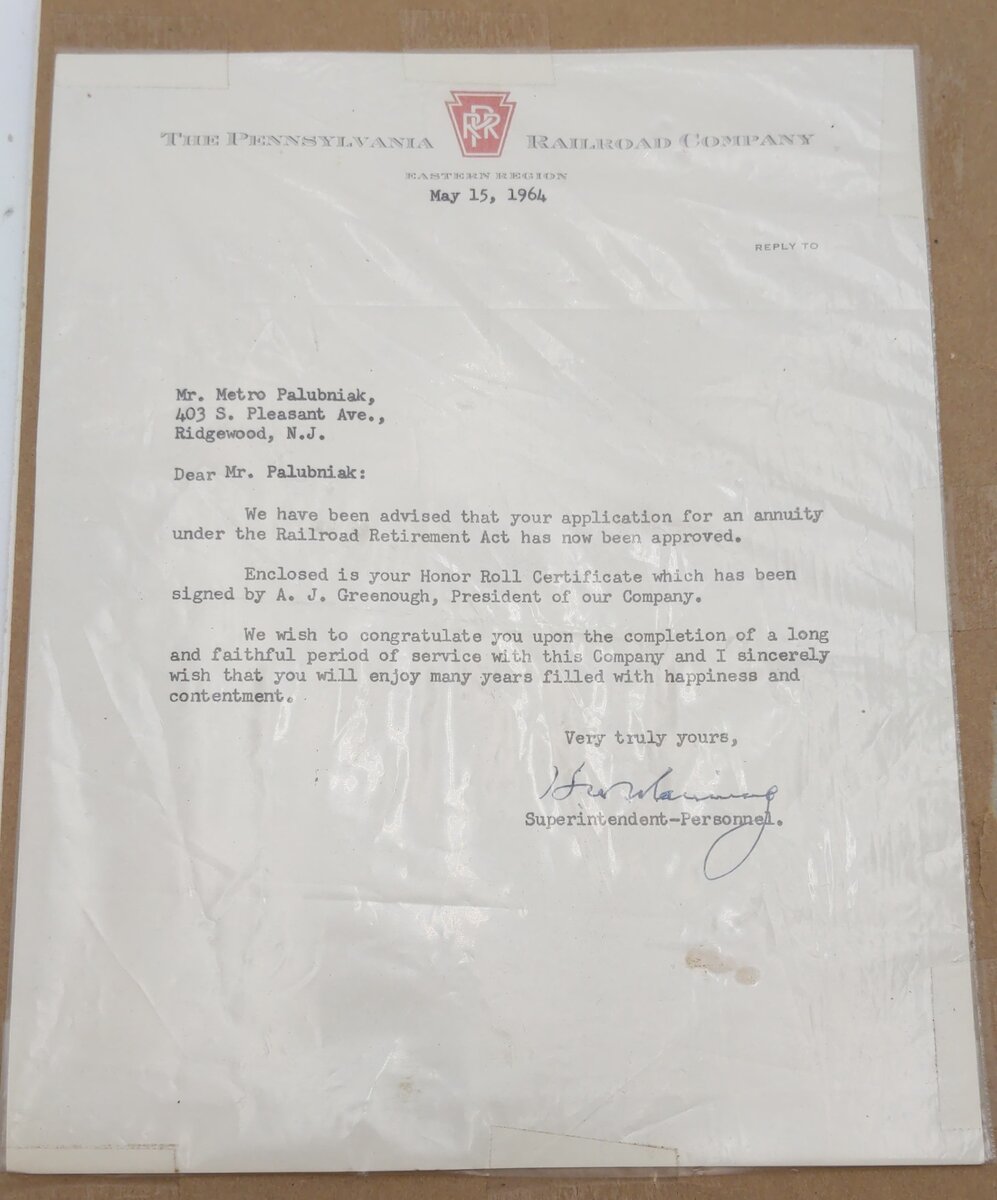 THE PENNSYLVANIA PRR RAILROAD COMPANY
EASTERN REGION
May 15, 1964
REPLY TO
Mr. Metro Palubniak,
403 S. Pleasant Ave.,
Ridgewood, N.J.
Dear Mr. Palubniak:
We have been advised that your application for an annuity
under the Railroad Retirement Act has now been approved.
Enclosed is your Honor Roll Certificate which has been
signed by A. J. Greenough, President of our Company.
We wish to congratulate you upon the completion of a long
and faithful period of service with this Company and I sincerely
wish that you will enjoy many years filled with happiness and
contentment.
Very truly yours,
Superintendent-Personnel.